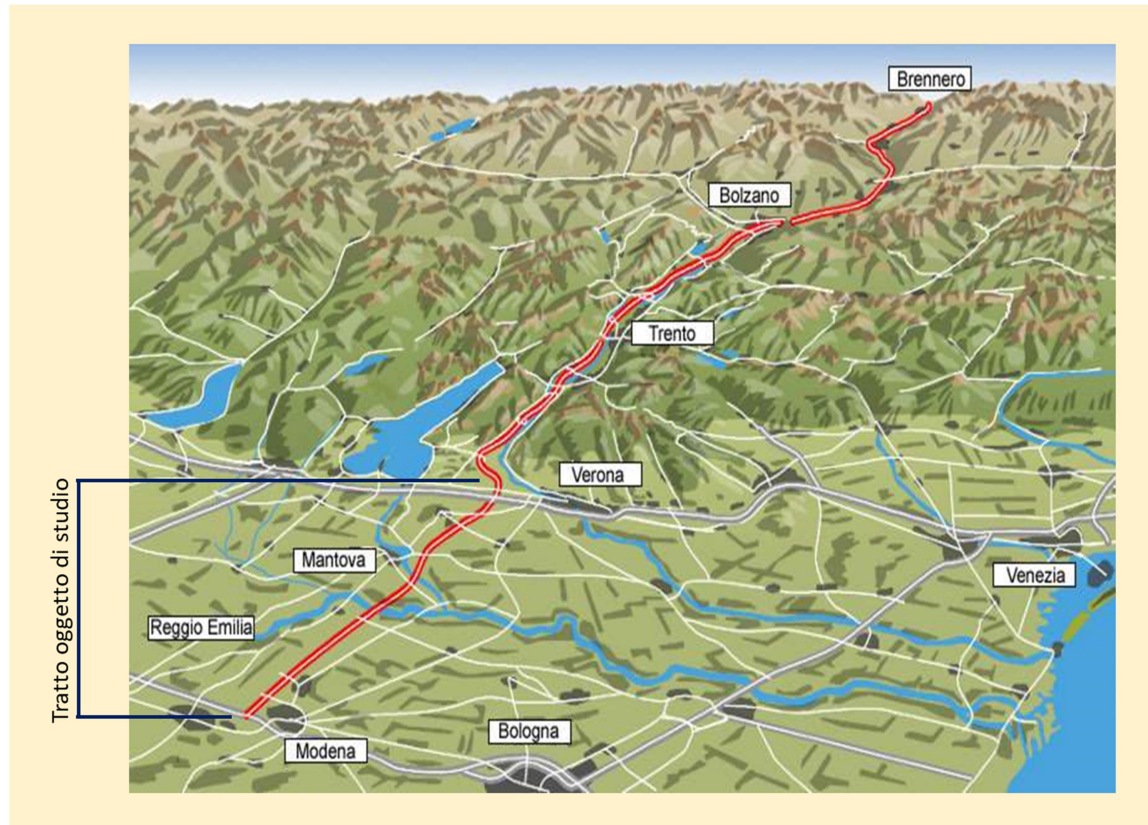 Brennero
Bolzano
Trento
Verona
Mantova
Venezia
Reggio Emilia
Modena
Bologna
Tratto oggetto di studio